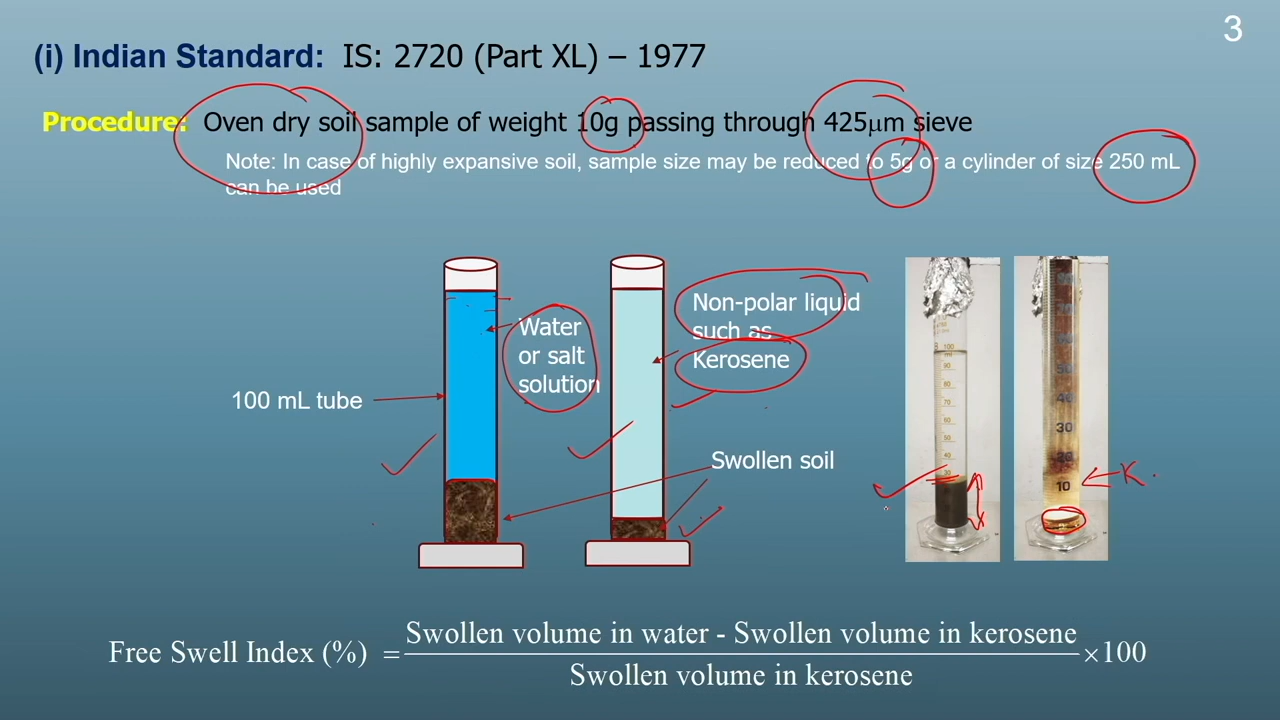 3
(i) Indian Standard: IS: 2720 (Part XL) – 1977
Procedure: Oven dry soil sample of weight 10g passing through 425μm sieve
Note: In case of highly expansive soil, sample size may be reduced to 5g or a cylinder of size 250 mL
can be used
Water
or salt
solution
Non-polar liquid
such as
Kerosene
100 mL tube
Swollen soil
100
90
80
70
60
50
40
30
50
40
30
20
10
K.
Free Swell Index (%) = Swollen volume in water - Swollen volume in kerosene
Swollen volume in kerosene
×100